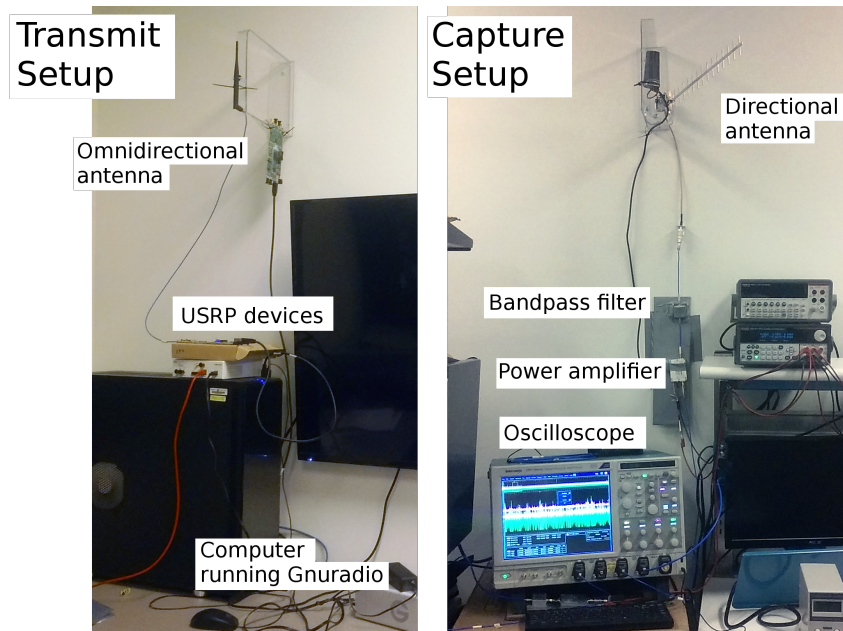 Transmit
Setup
Omnidirectional
antenna
USRP devices
Computer
running Gnuradio
Capture
Setup
Directional
antenna
Bandpass filter
Power amplifier
Oscilloscope